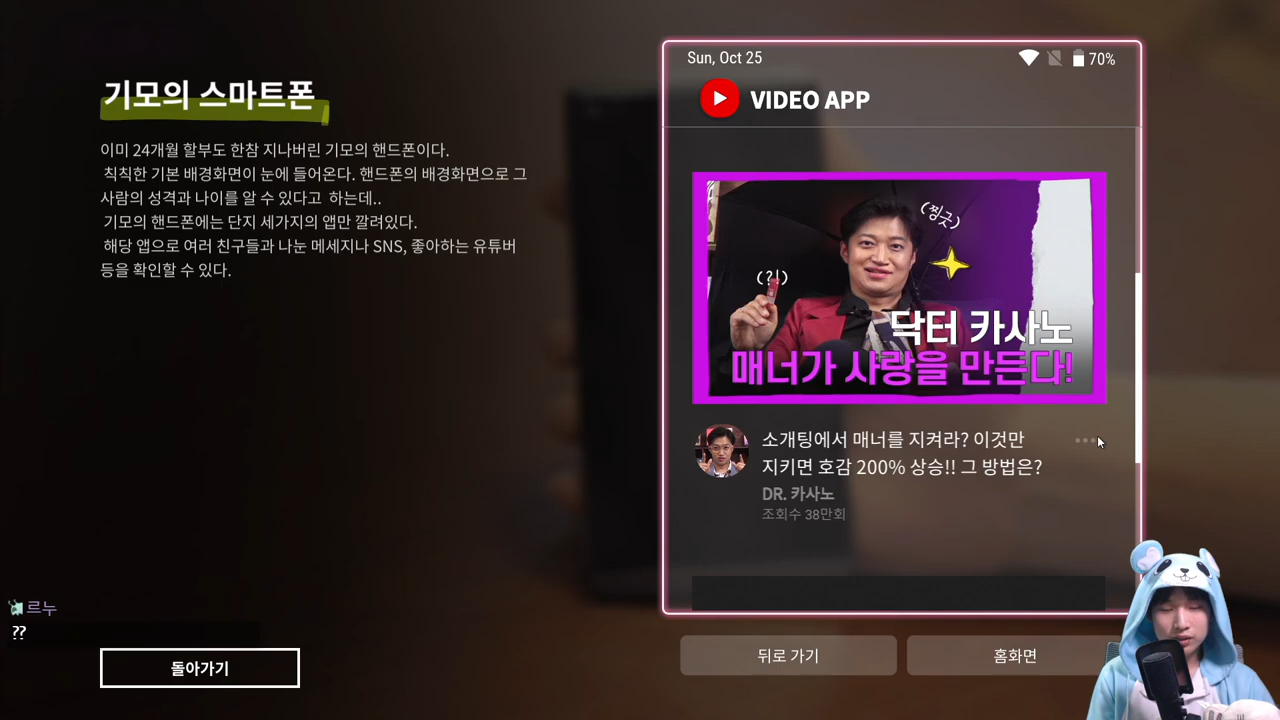 기모의 스마트폰
이미 24개월 할부도 한참 지나버린 기모의 핸드폰이다.
칙칙한 기본 배경화면이 눈에 들어온다. 핸드폰의 배경화면으로 그
사람의 성격과 나이를 알 수 있다고 하는데..
기모의 핸드폰에는 단지 세가지의 앱만 깔려있다.
해당 앱으로 여러 친구들과 나눈 메세지나 SNS, 좋아하는 유튜버
등을 확인할 수 있다.
르누
??
돌아가기
Sun, Oct 25
70%
VIDEO APP
(찡긋)
(?!)
닥터 카사노
매너가 사랑을 만든다!
소개팅에서 매너를 지켜라? 이것만
지키면 호감 200% 상승!! 그 방법은?
DR. 카사노
조회수 38만회
뒤로 가기
홈화면